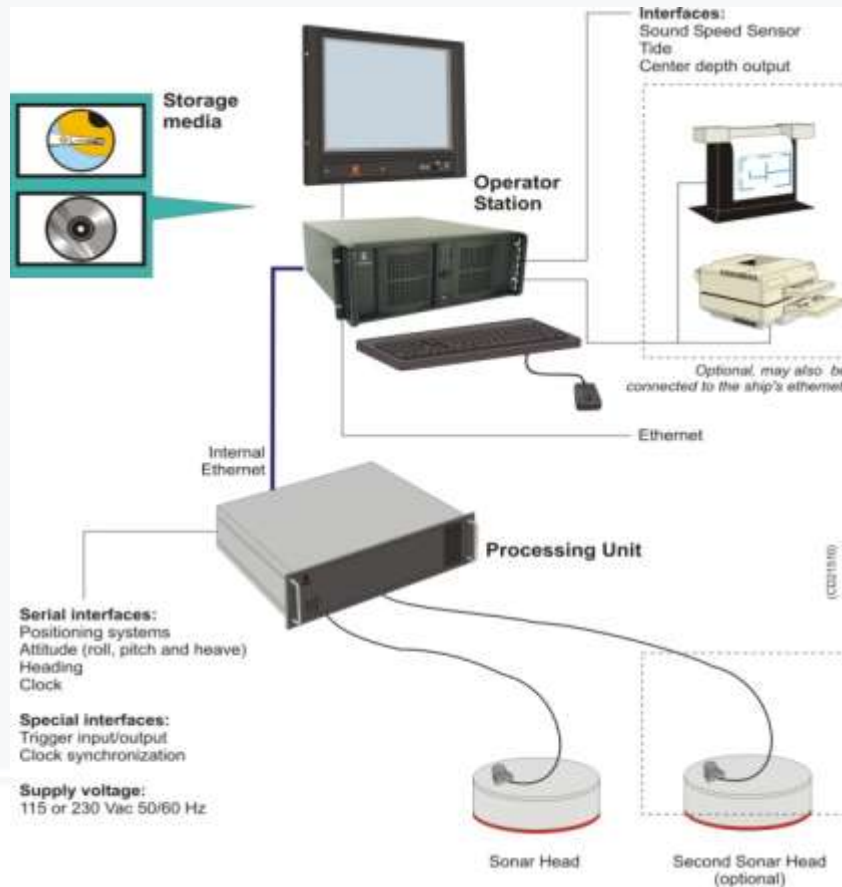 Interfaces:
Sound Speed Sensor
Tide
Center depth output
Storage
media
Operator
Station
Optional, may also be
connected to the ship's ethernet
Ethernet
Internal
Ethernet
Processing Unit
(CD21510)
Serial interfaces:
Positioning systems
Attitude (roll, pitch and heave)
Heading
Clock
Special interfaces:
Trigger input/output
Clock synchronization
Supply voltage:
115 or 230 Vac 50/60 Hz
Sonar Head
Second Sonar Head
(optional)